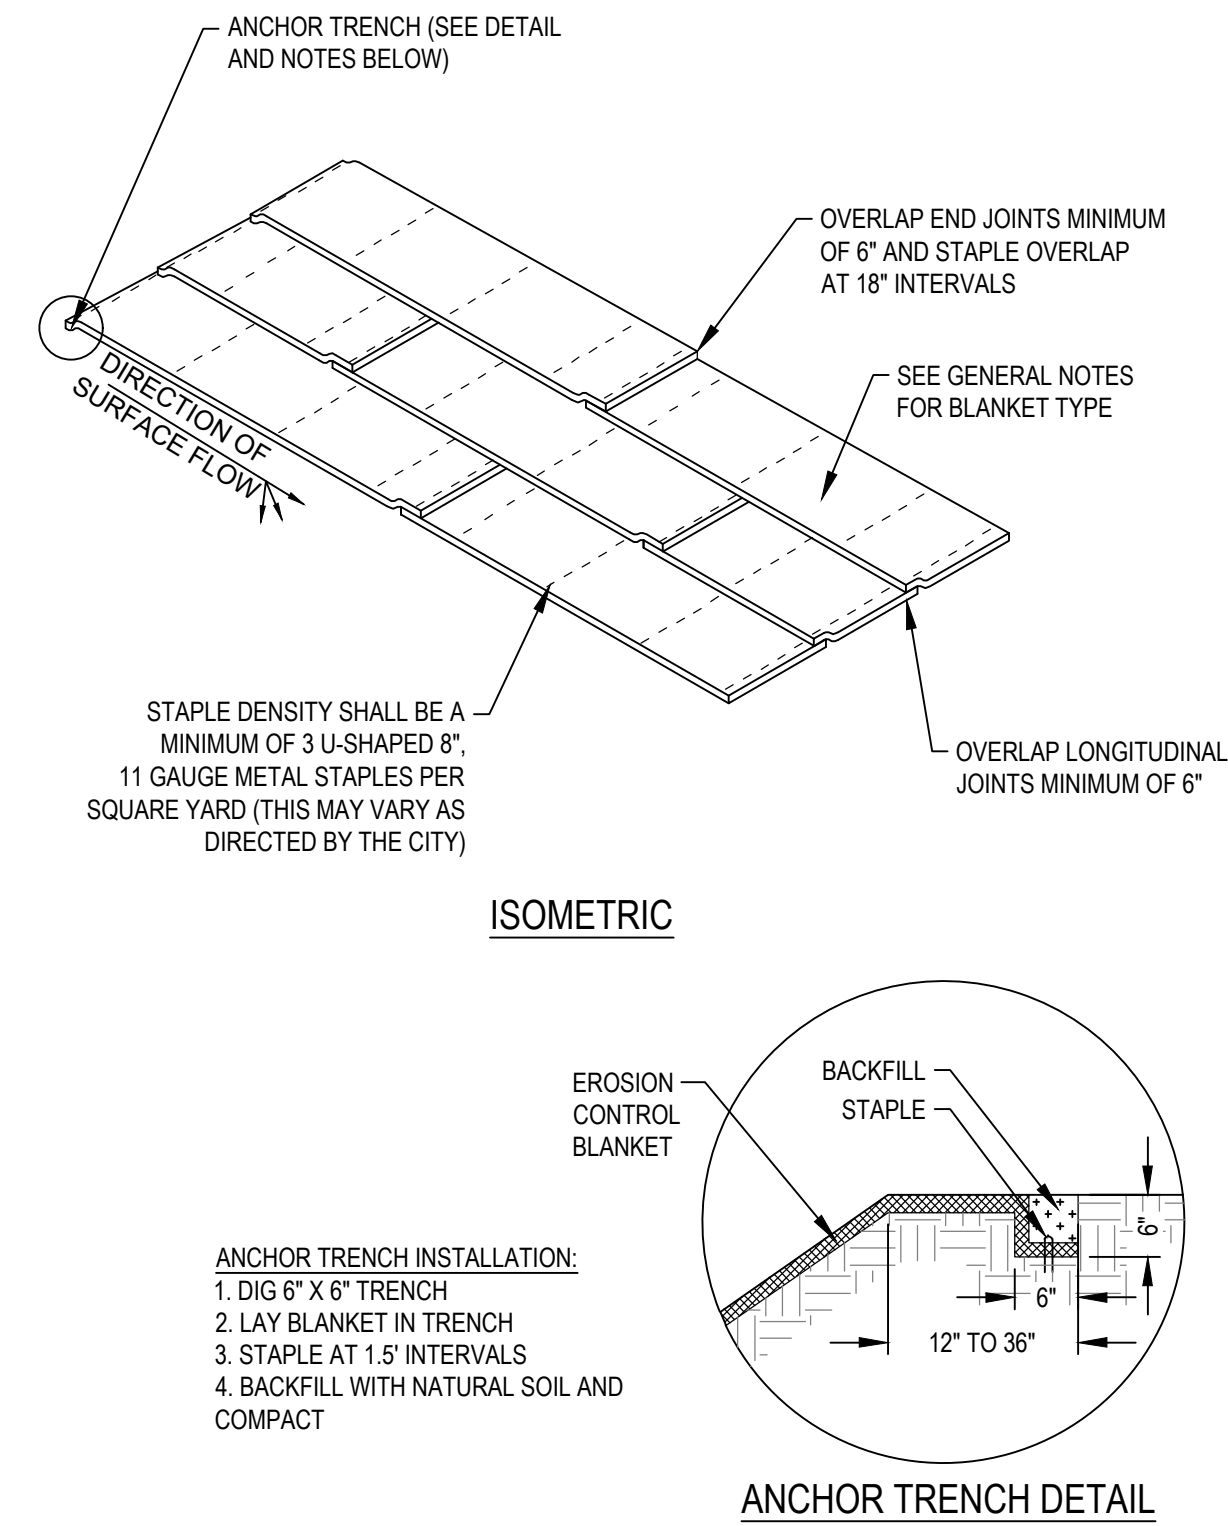 ANCHOR TRENCH (SEE DETAIL
AND NOTES BELOW)
OVERLAP END JOINTS MINIMUM
OF 6" AND STAPLE OVERLAP
AT 18" INTERVALS
SEE GENERAL NOTES
FOR BLANKET TYPE
DIRECTION OF
SURFACE FLOW
STAPLE DENSITY SHALL BE A
MINIMUM OF 3 U-SHAPED 8",
11 GAUGE METAL STAPLES PER
SQUARE YARD (THIS MAY VARY AS
DIRECTED BY THE CITY)
OVERLAP LONGITUDINAL
JOINTS MINIMUM OF 6"
ISOMETRIC
EROSION
CONTROL
BLANKET
BACKFILL
STAPLE
6"
6"
12" TO 36"
ANCHOR TRENCH INSTALLATION:
1. DIG 6" X 6" TRENCH
2. LAY BLANKET IN TRENCH
3. STAPLE AT 1.5' INTERVALS
4. BACKFILL WITH NATURAL SOIL AND
COMPACT
ANCHOR TRENCH DETAIL